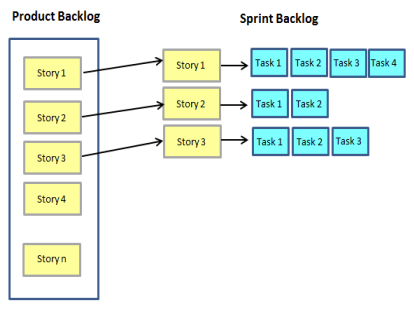 Product Backlog
Sprint Backlog
Story 1
Story 2
Story 3
Story 4
Story n
Story 1
Task 1
Task 2
Task 3
Task 4
Story 2
Task 1
Task 2
Story 3
Task 1
Task 2
Task 3